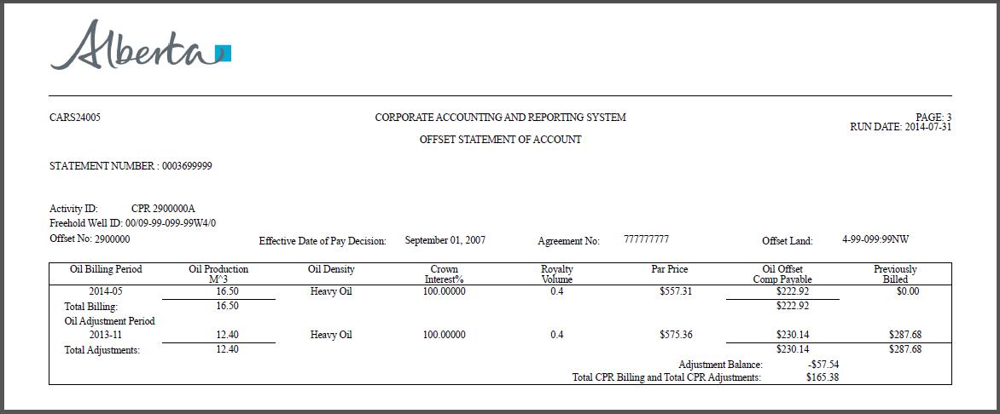 Alberta
CARS24005 CORPORATE ACCOUNTING AND REPORTING SYSTEM PAGE: 3
RUN DATE: 2014-07-31
OFFSET STATEMENT OF ACCOUNT
STATEMENT NUMBER : 0003699999
Activity ID: CPR 2900000A
Freehold Well ID: 00/09-99-099-99W4/0
Offset No: 2900000 Effective Date of Pay Decision: September 01, 2007 Agreement No: 777777777 Offset Land: 4-99-099:99NW
Oil Billing Period Oil Production Oil Density Crown Royalty Par Price Oil Offset Previously
M^3 Interest% Volume Comp Payable Billed
2014-05 16.50 Heavy Oil 100.00000 0.4 $557.31 $222.92 $0.00
Total Billing: 16.50 $222.92
Oil Adjustment Period
2013-11 12.40 Heavy Oil 100.00000 0.4 $575.36 $230.14 $287.68
Total Adjustments: 12.40 $230.14 $287.68
Adjustment Balance: -$57.54
Total CPR Billing and Total CPR Adjustments: $165.38